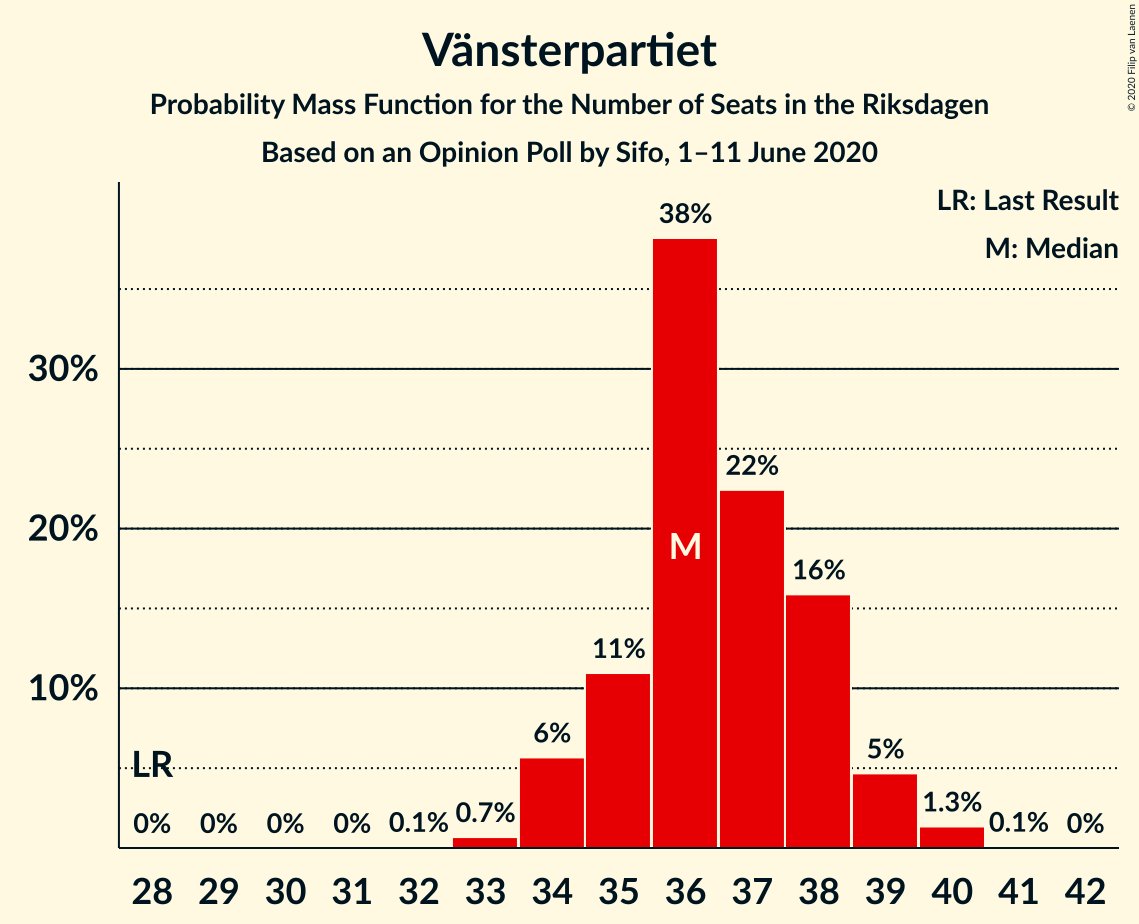 Vänsterpartiet
Probability Mass Function for the Number of Seats in the Riksdagen
Based on an Opinion Poll by Sifo, 1–11 June 2020
© 2020 Filip van Laenen
LR: Last Result
M: Median
38%
30%
22%
20%
M
16%
11%
10%
6%
5%
LR
0% 0% 0% 0% 0.1% 0.7% 1.3% 0.1% 0%
28 29 30 31 32 33 34 35 36 37 38 39 40 41 42